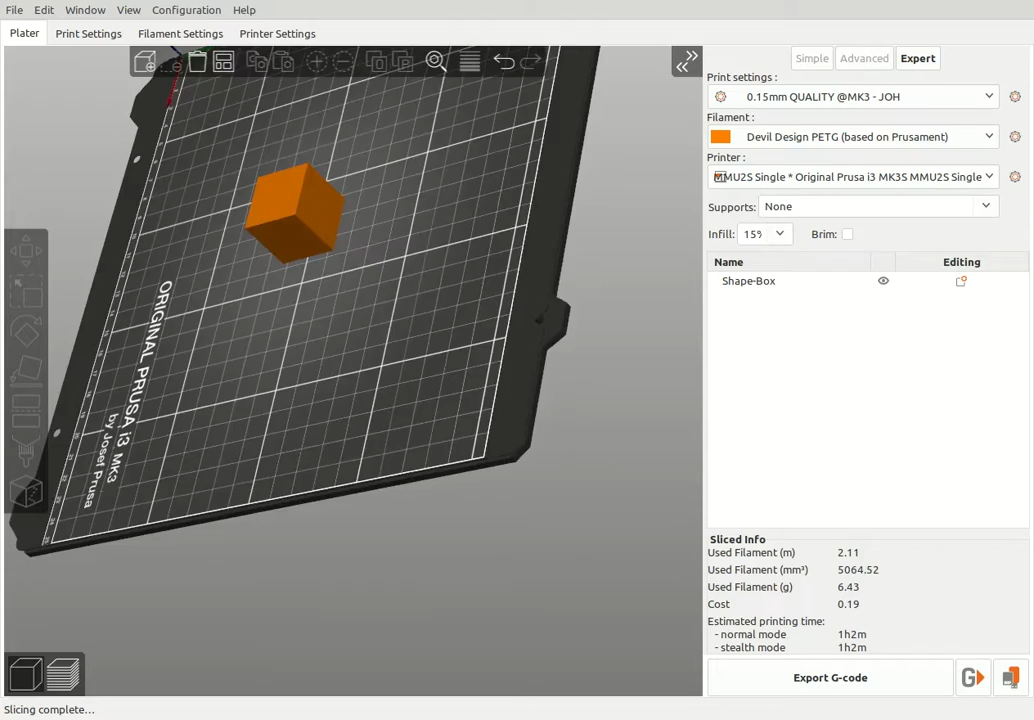 File Edit Window View Configuration Help
Plater Print Settings Filament Settings Printer Settings
Simple Advanced Expert
Print settings:
0.15mm QUALITY @MK3 - JOH
Filament :
Devil Design PETG (based on Prusament)
Printer :
MMU2S Single * Original Prusa i3 MK3S MMU2S Single
Supports: None
Infill: 15% Brim:
Name Editing
Shape-Box
ORIGINAL PRUSA i3 MK3
by Josef Prusa
Sliced Info
Used Filament (m) 2.11
Used Filament (mm³) 5064.52
Used Filament (g) 6.43
Cost 0.19
Estimated printing time:
- normal mode 1h2m
- stealth mode 1h2m
Export G-code
G
Slicing complete…